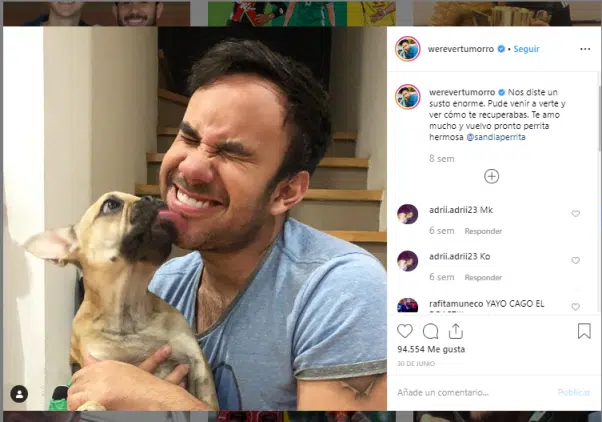 werevertumorro • Seguir
werevertumorro Nos diste un
susto enorme. Pude venir a verte y
ver cómo te recuperabas. Te amo
mucho y vuelvo pronto perrita
hermosa @sandiaperrita
8 sem
adrii.adrii23 Mk
6 sem Responder
adrii.adrii23 Ko
6 sem Responder
rafitamuneco YAYO CAGO EL
94.554 Me gusta
30 DE JUNIO
Añade un comentario... Publicar